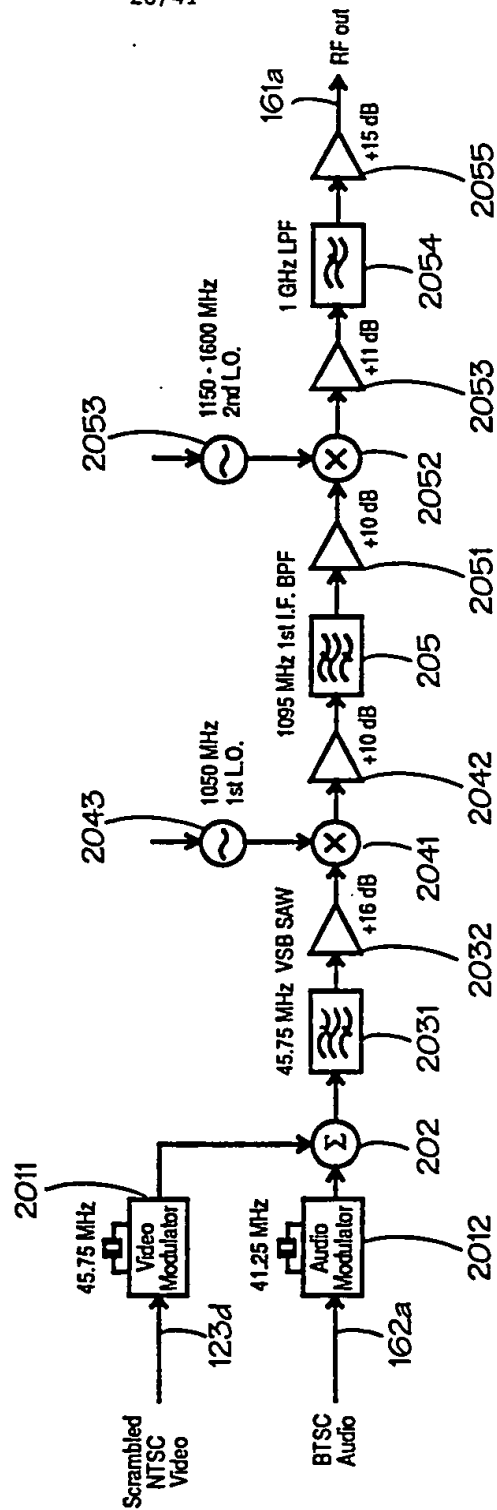 Scrambled
NTSC
Video
123d
45.75 MHz
Video
Modulator
2011
BTSC
Audio
162a
41.25 MHz
Audio
Modulator
2012
Σ
202
45.75 MHz VSB SAW
2031
+16 dB
2032
2043
1050 MHz
1st L.O.
2041
+10 dB
2042
1095 MHz 1st I.F. BPF
205
+10 dB
2051
2053
1150 - 1600 MHz
2nd L.O.
2052
+11 dB
2053
1 GHz LPF
2054
+15 dB
2055
161a
RF out